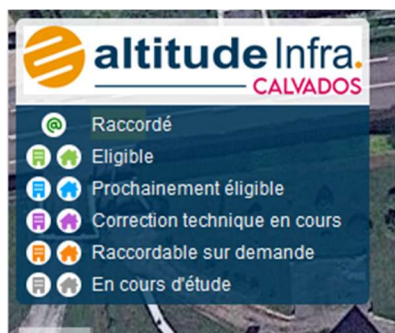 altitude Infra.
CALVADOS
@ Raccordé
Eligible
Prochainement éligible
Correction technique en cours
Raccordable sur demande
En cours d'étude